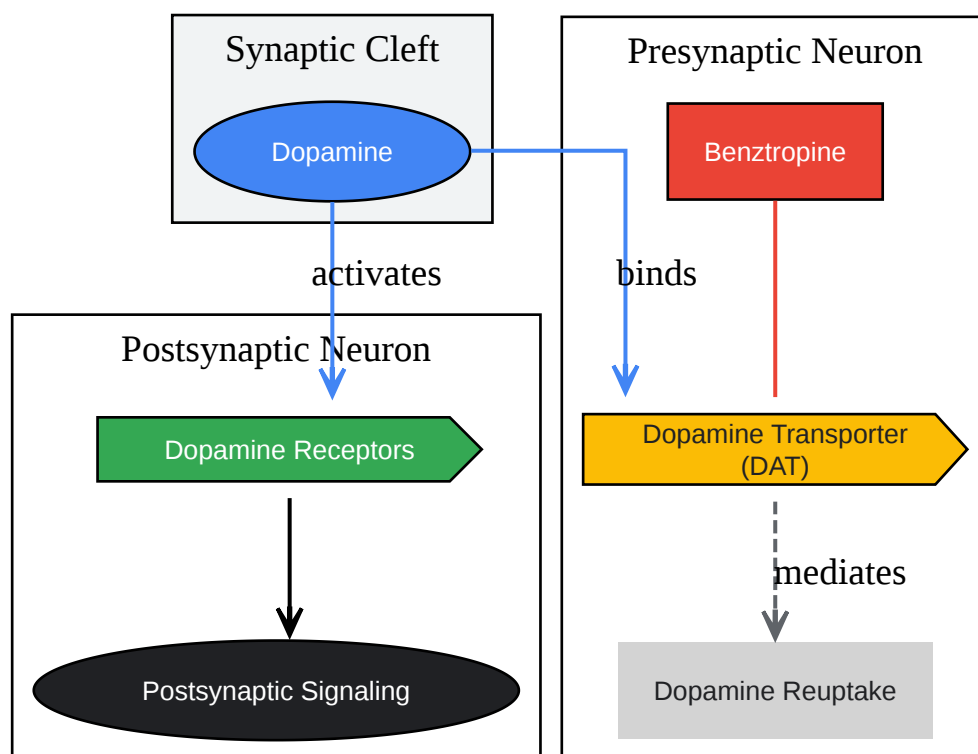 Synaptic Cleft
Presynaptic Neuron
Dopamine
Benztropine
activates
binds
Postsynaptic Neuron
Dopamine Receptors
Dopamine Transporter
(DAT)
mediates
Postsynaptic Signaling
Dopamine Reuptake